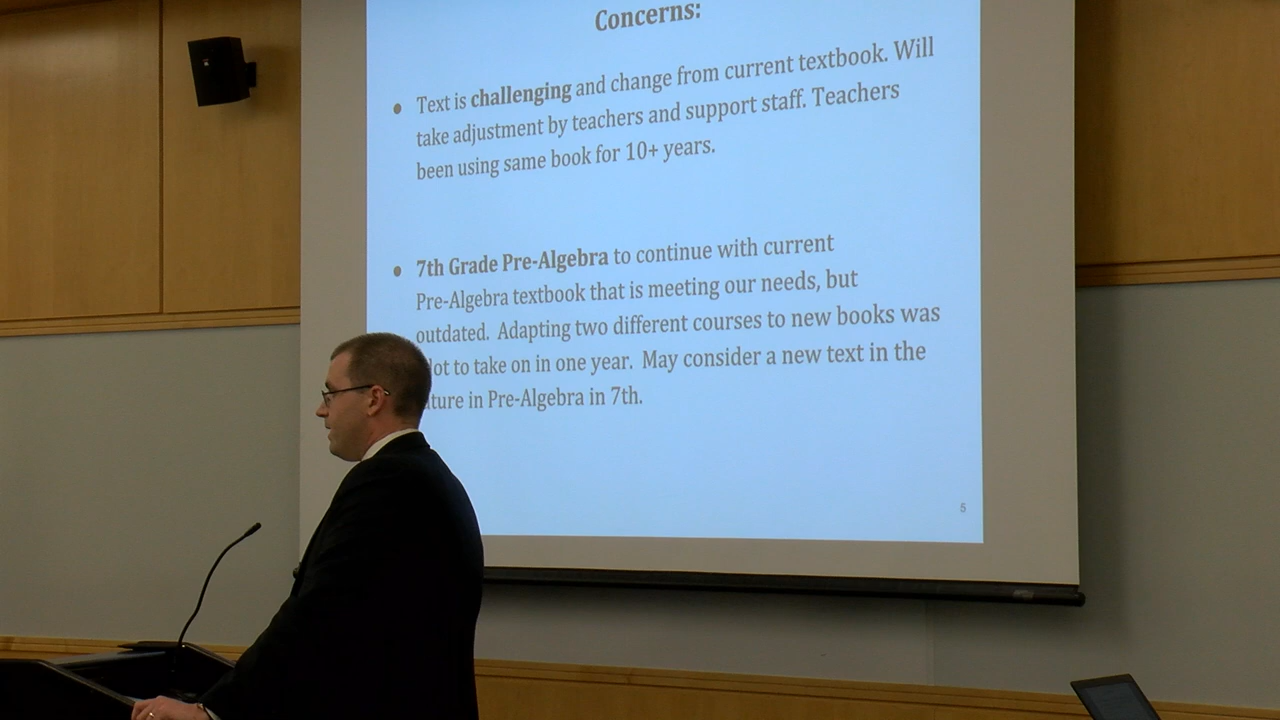 Concerns:
• Text is challenging and change from current textbook. Will
take adjustment by teachers and support staff. Teachers
been using same book for 10+ years.
• 7th Grade Pre-Algebra to continue with current
Pre-Algebra textbook that is meeting our needs, but
outdated. Adapting two different courses to new books was
lot to take on in one year. May consider a new text in the
in Pre-Algebra in 7th.
5